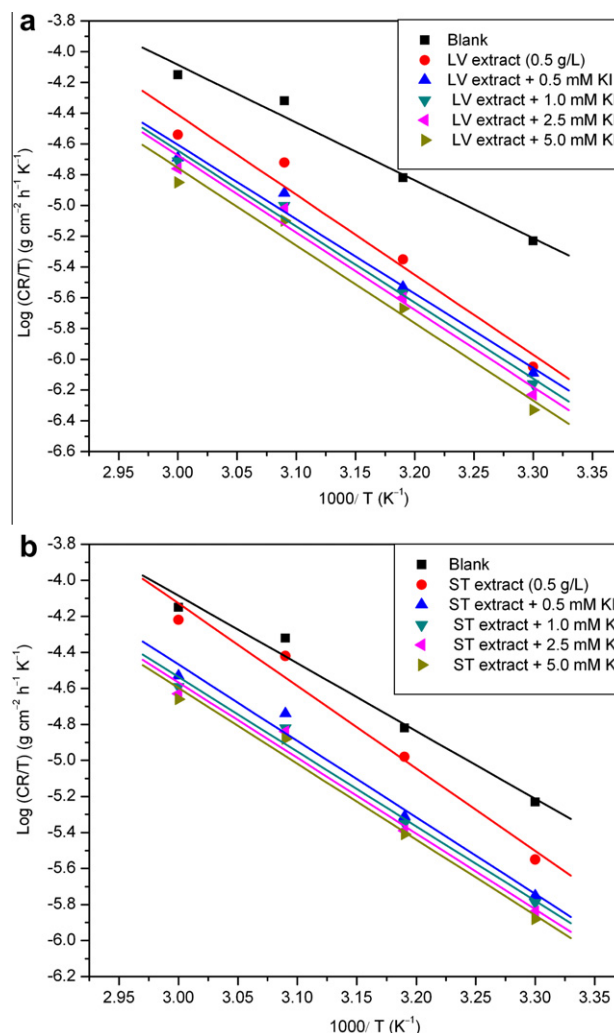 a
-3.8
-4.0
-4.2
-4.4
-4.6
-4.8
-5.0
-5.2
-5.4
-5.6
-5.8
-6.0
-6.2
-6.4
-6.6
Log (CR/T) (g cm⁻² h⁻¹ K⁻¹)
Blank
LV extract (0.5 g/L)
LV extract + 0.5 mM KI
LV extract + 1.0 mM KI
LV extract + 2.5 mM KI
LV extract + 5.0 mM KI
2.95 3.00 3.05 3.10 3.15 3.20 3.25 3.30 3.35
1000/ T (K⁻¹)
b
-3.8
-4.0
-4.2
-4.4
-4.6
-4.8
-5.0
-5.2
-5.4
-5.6
-5.8
-6.0
-6.2
Log (CR/T) (g cm⁻² h⁻¹ K⁻¹)
Blank
ST extract (0.5 g/L)
ST extract + 0.5 mM KI
ST extract + 1.0 mM K
ST extract + 2.5 mM K
ST extract + 5.0 mM K
2.95 3.00 3.05 3.10 3.15 3.20 3.25 3.30 3.35
1000/ T (K⁻¹)